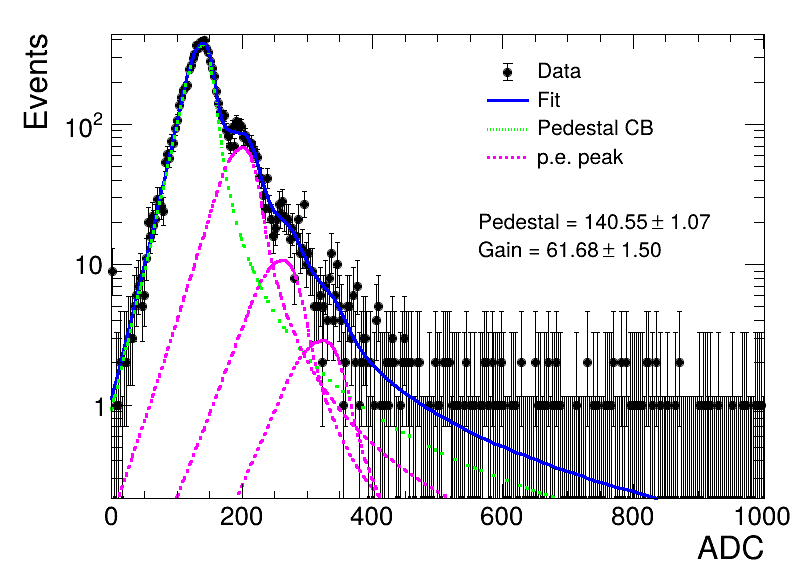 Events
10²
10
1
Data
Fit
Pedestal CB
p.e. peak
Pedestal = 140.55 ± 1.07
Gain = 61.68 ± 1.50
0 200 400 600 800 1000
ADC